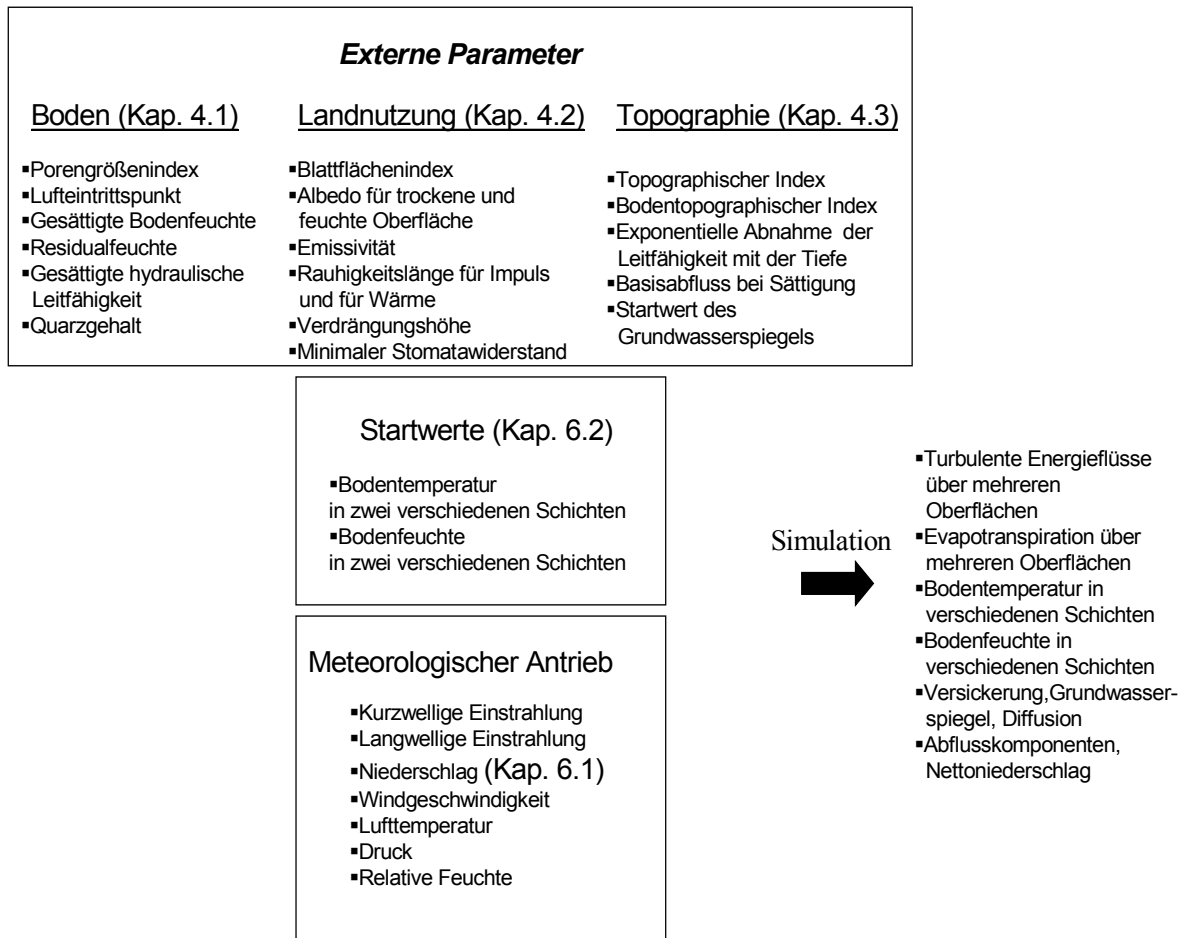 Externe Parameter
Boden (Kap. 4.1)
▪Porengrößenindex
▪Lufteintrittspunkt
▪Gesättigte Bodenfeuchte
▪Residualfeuchte
▪Gesättigte hydraulische
Leitfähigkeit
▪Quarzgehalt
Landnutzung (Kap. 4.2)
▪Blattflächenindex
▪Albedo für trockene und
feuchte Oberfläche
▪Emissivität
▪Rauhigkeitslänge für Impuls
und für Wärme
▪Verdrängungshöhe
▪Minimaler Stomatawiderstand
Topographie (Kap. 4.3)
▪Topographischer Index
▪Bodentopographischer Index
▪Exponentielle Abnahme der
Leitfähigkeit mit der Tiefe
▪Basisabfluss bei Sättigung
▪Startwert des
Grundwasserspiegels
Startwerte (Kap. 6.2)
▪Bodentemperatur
in zwei verschiedenen Schichten
▪Bodenfeuchte
in zwei verschiedenen Schichten
Meteorologischer Antrieb
▪Kurzwellige Einstrahlung
▪Langwellige Einstrahlung
▪Niederschlag (Kap. 6.1)
▪Windgeschwindigkeit
▪Lufttemperatur
▪Druck
▪Relative Feuchte
Simulation
▪Turbulente Energieflüsse
über mehreren
Oberflächen
▪Evapotranspiration über
mehreren Oberflächen
▪Bodentemperatur in
verschiedenen Schichten
▪Bodenfeuchte in
verschiedenen Schichten
▪Versickerung,Grundwasser-
spiegel, Diffusion
▪Abflusskomponenten,
Nettoniederschlag